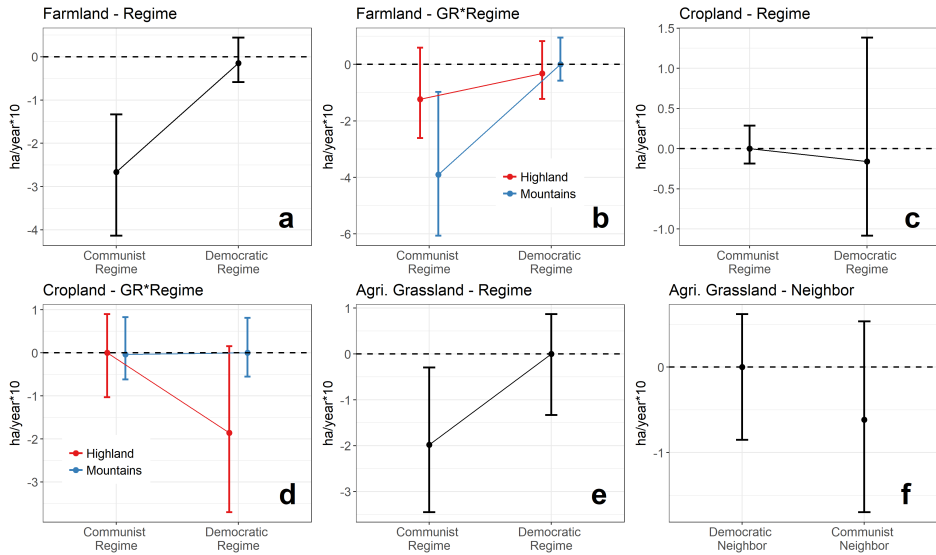 Farmland - Regime
ha/year*10
0
-1
-2
-3
-4
a
Communist
Regime
Democratic
Regime
Farmland - GR*Regime
ha/year*10
0
-2
-4
-6
Highland
Mountains
b
Communist
Regime
Democratic
Regime
Cropland - Regime
ha/year*10
1.5
1.0
0.5
0.0
-0.5
-1.0
c
Communist
Regime
Democratic
Regime
Cropland - GR*Regime
ha/year*10
1
0
-1
-2
-3
Highland
Mountains
d
Communist
Regime
Democratic
Regime
Agri. Grassland - Regime
ha/year*10
1
0
-1
-2
-3
e
Communist
Regime
Democratic
Regime
Agri. Grassland - Neighbor
ha/year*10
0
-1
f
Democratic
Neighbor
Communist
Neighbor